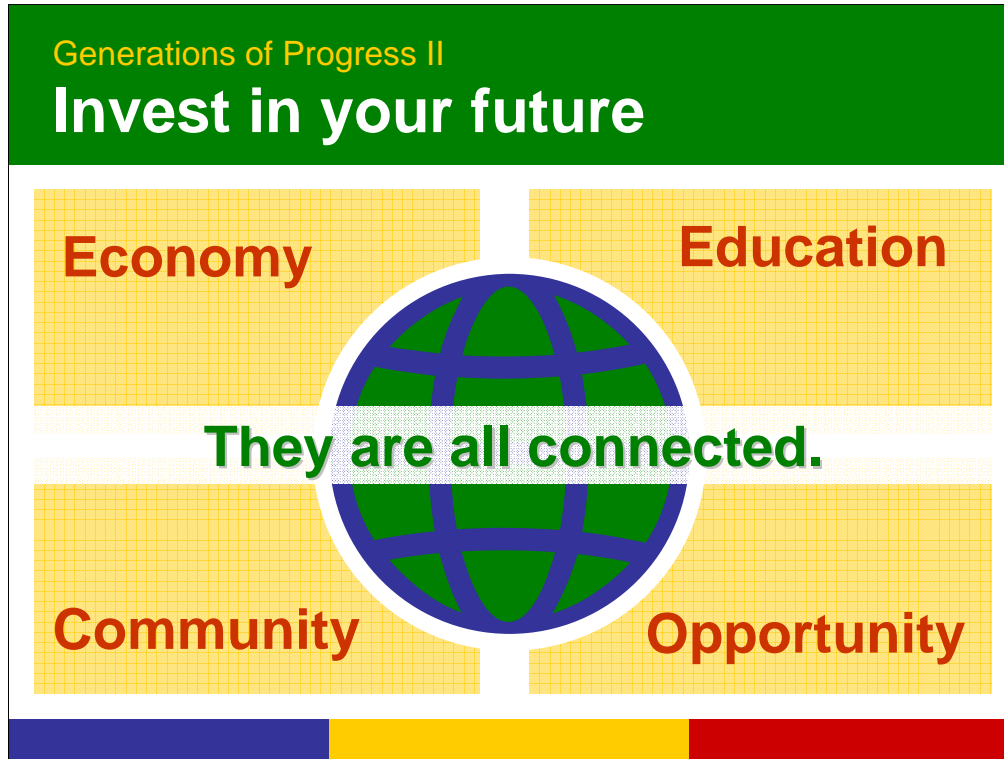 Generations of Progress II
Invest in your future
Economy
Education
They are all connected.
Community
Opportunity